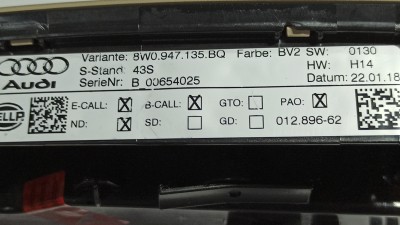 Variante: 8W0.947.135.BQ Farbe: BV2 SW: 0130
S-Stand: 43S HW: H14
Audi SerieNr: B 00654025 Datum: 22.01.18
E-CALL: B-CALL: GTO: PAO:
HELLA ND: SD: GD: 012.896-62